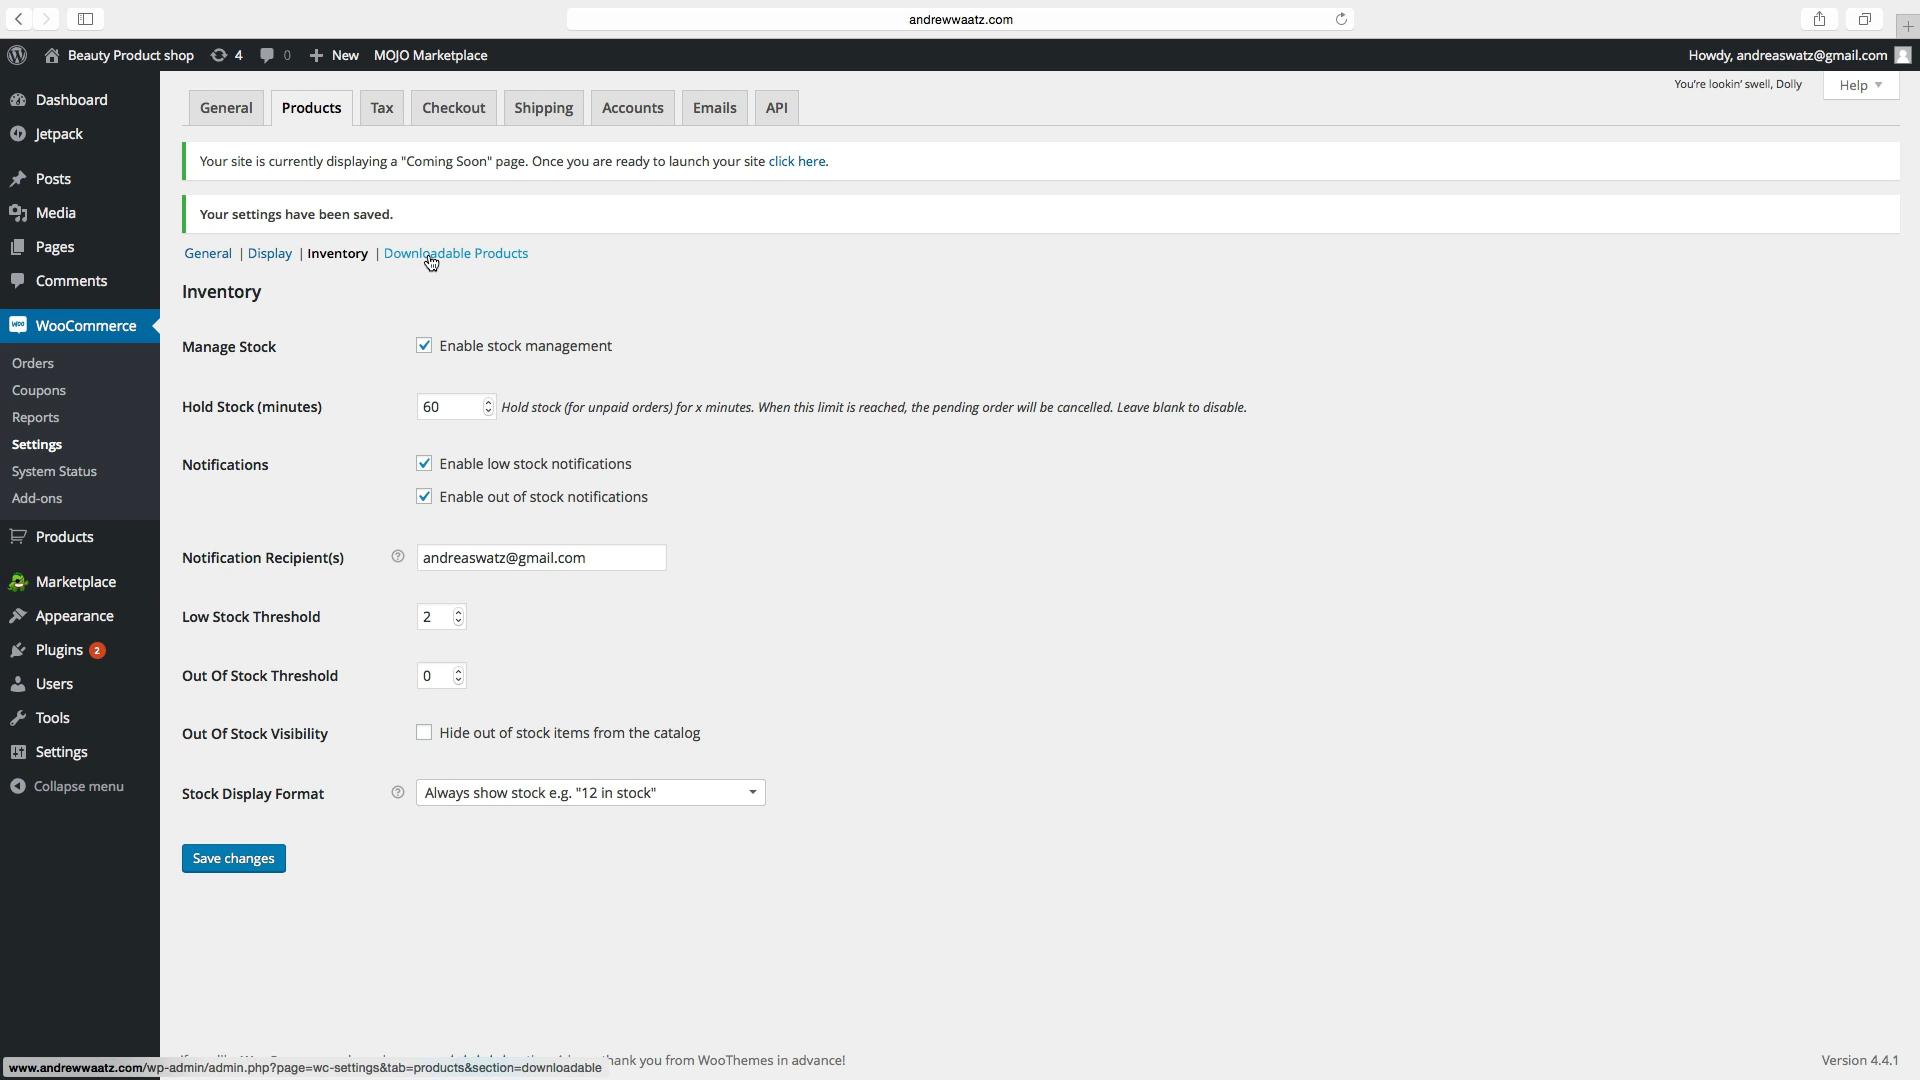 andrewwaatz.com
Beauty Product shop 4 0 New MOJO Marketplace Howdy, andreaswatz@gmail.com
You're lookin' swell, Dolly Help
Dashboard
Jetpack
Posts
Media
Pages
Comments
WooCommerce
Orders
Coupons
Reports
Settings
System Status
Add-ons
Products
Marketplace
Appearance
Plugins 2
Users
Tools
Settings
Collapse menu
General Products Tax Checkout Shipping Accounts Emails API
Your site is currently displaying a "Coming Soon" page. Once you are ready to launch your site click here.
Your settings have been saved.
General | Display | Inventory | Downloadable Products
Inventory
Manage Stock Enable stock management
Hold Stock (minutes) 60 Hold stock (for unpaid orders) for x minutes. When this limit is reached, the pending order will be cancelled. Leave blank to disable.
Notifications Enable low stock notifications
Enable out of stock notifications
Notification Recipient(s) ? andreaswatz@gmail.com
Low Stock Threshold 2
Out Of Stock Threshold 0
Out Of Stock Visibility Hide out of stock items from the catalog
Stock Display Format ? Always show stock e.g. "12 in stock"
Save changes
thank you from WooThemes in advance! Version 4.4.1
www.andrewwaatz.com/wp-admin/admin.php?page=wc-settings&tab=products&section=downloadable